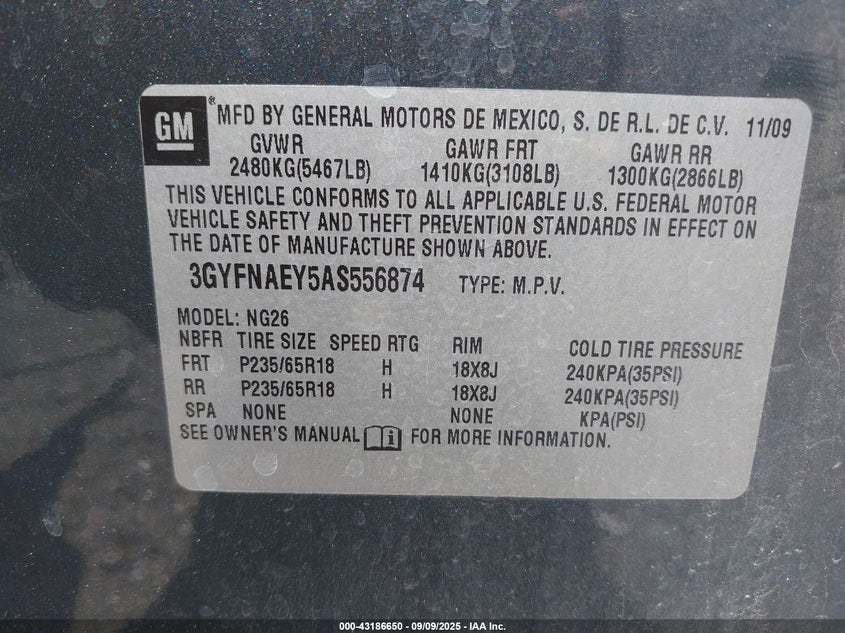 GM ® MFD BY GENERAL MOTORS DE MEXICO, S. DE R.L. DE C.V. 11/09
GVWR GAWR FRT GAWR RR
2480KG(5467LB) 1410KG(3108LB) 1300KG(2866LB)
THIS VEHICLE CONFORMS TO ALL APPLICABLE U.S. FEDERAL MOTOR
VEHICLE SAFETY AND THEFT PREVENTION STANDARDS IN EFFECT ON
THE DATE OF MANUFACTURE SHOWN ABOVE.
3GYFNAEY5AS556874 TYPE: M.P.V.
MODEL: NG26
NBFR TIRE SIZE SPEED RTG RIM COLD TIRE PRESSURE
FRT P235/65R18 H 18X8J 240KPA(35PSI)
RR P235/65R18 H 18X8J 240KPA(35PSI)
SPA NONE NONE KPA(PSI)
SEE OWNER'S MANUAL i FOR MORE INFORMATION.
000-43186650 - 09/09/2025 - IAA Inc.